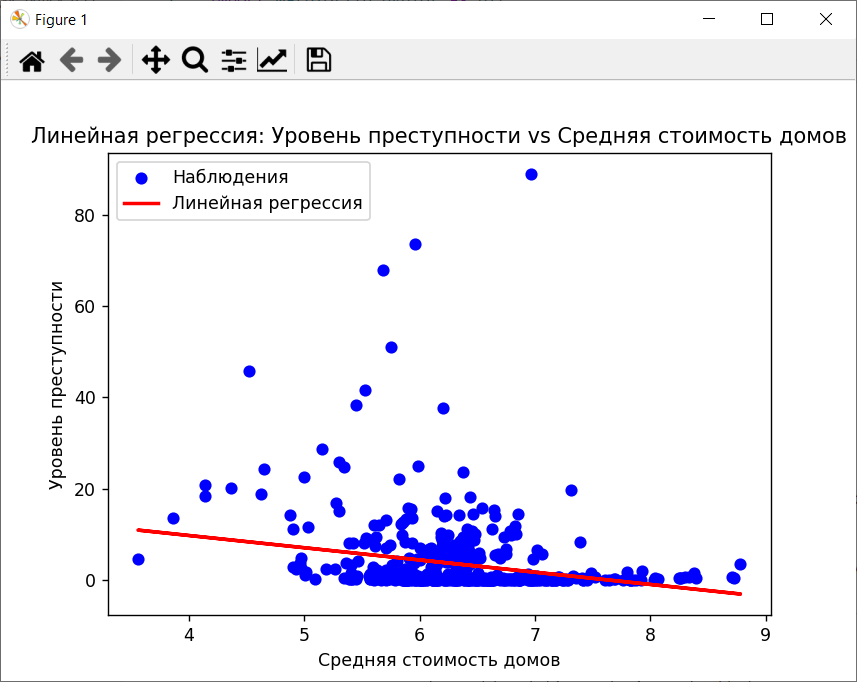 Figure 1
Линейная регрессия: Уровень преступности vs Средняя стоимость домов
Наблюдения
Линейная регрессия
80
60
40
20
0
Уровень преступности
4 5 6 7 8 9
Средняя стоимость домов